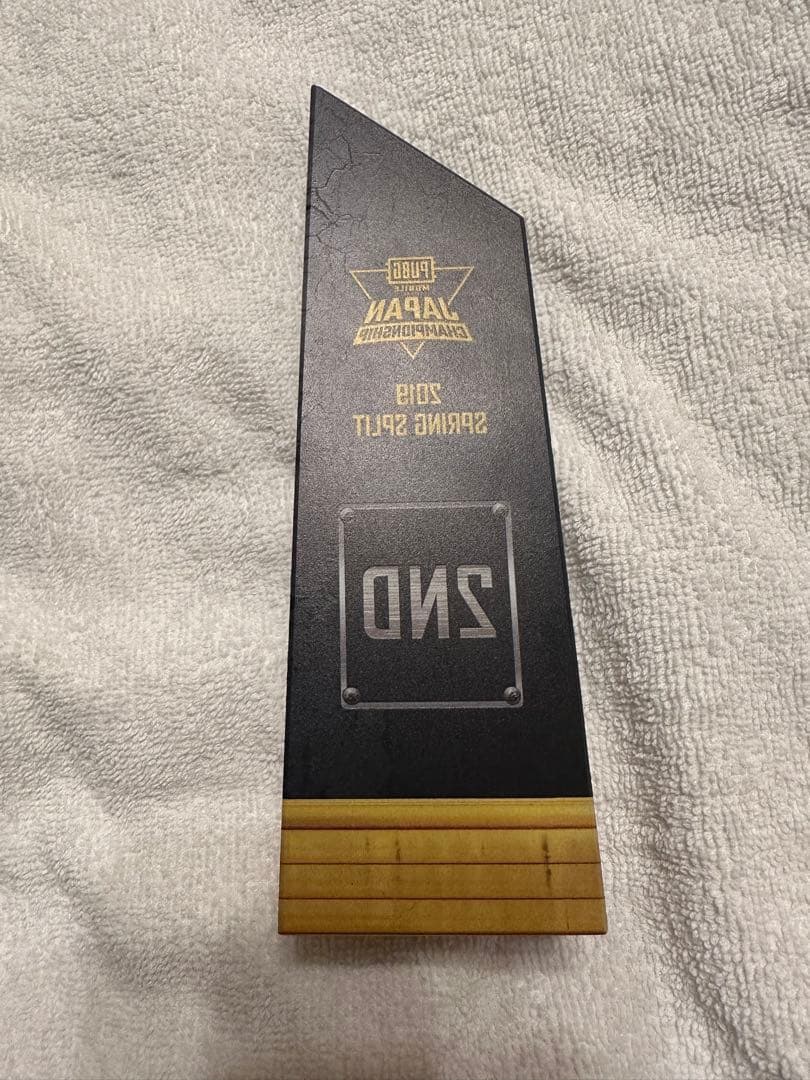 PUBG
MOBILE
JAPAN
CHAMPIONSHIP
2019
SPRING SPLIT
2ND